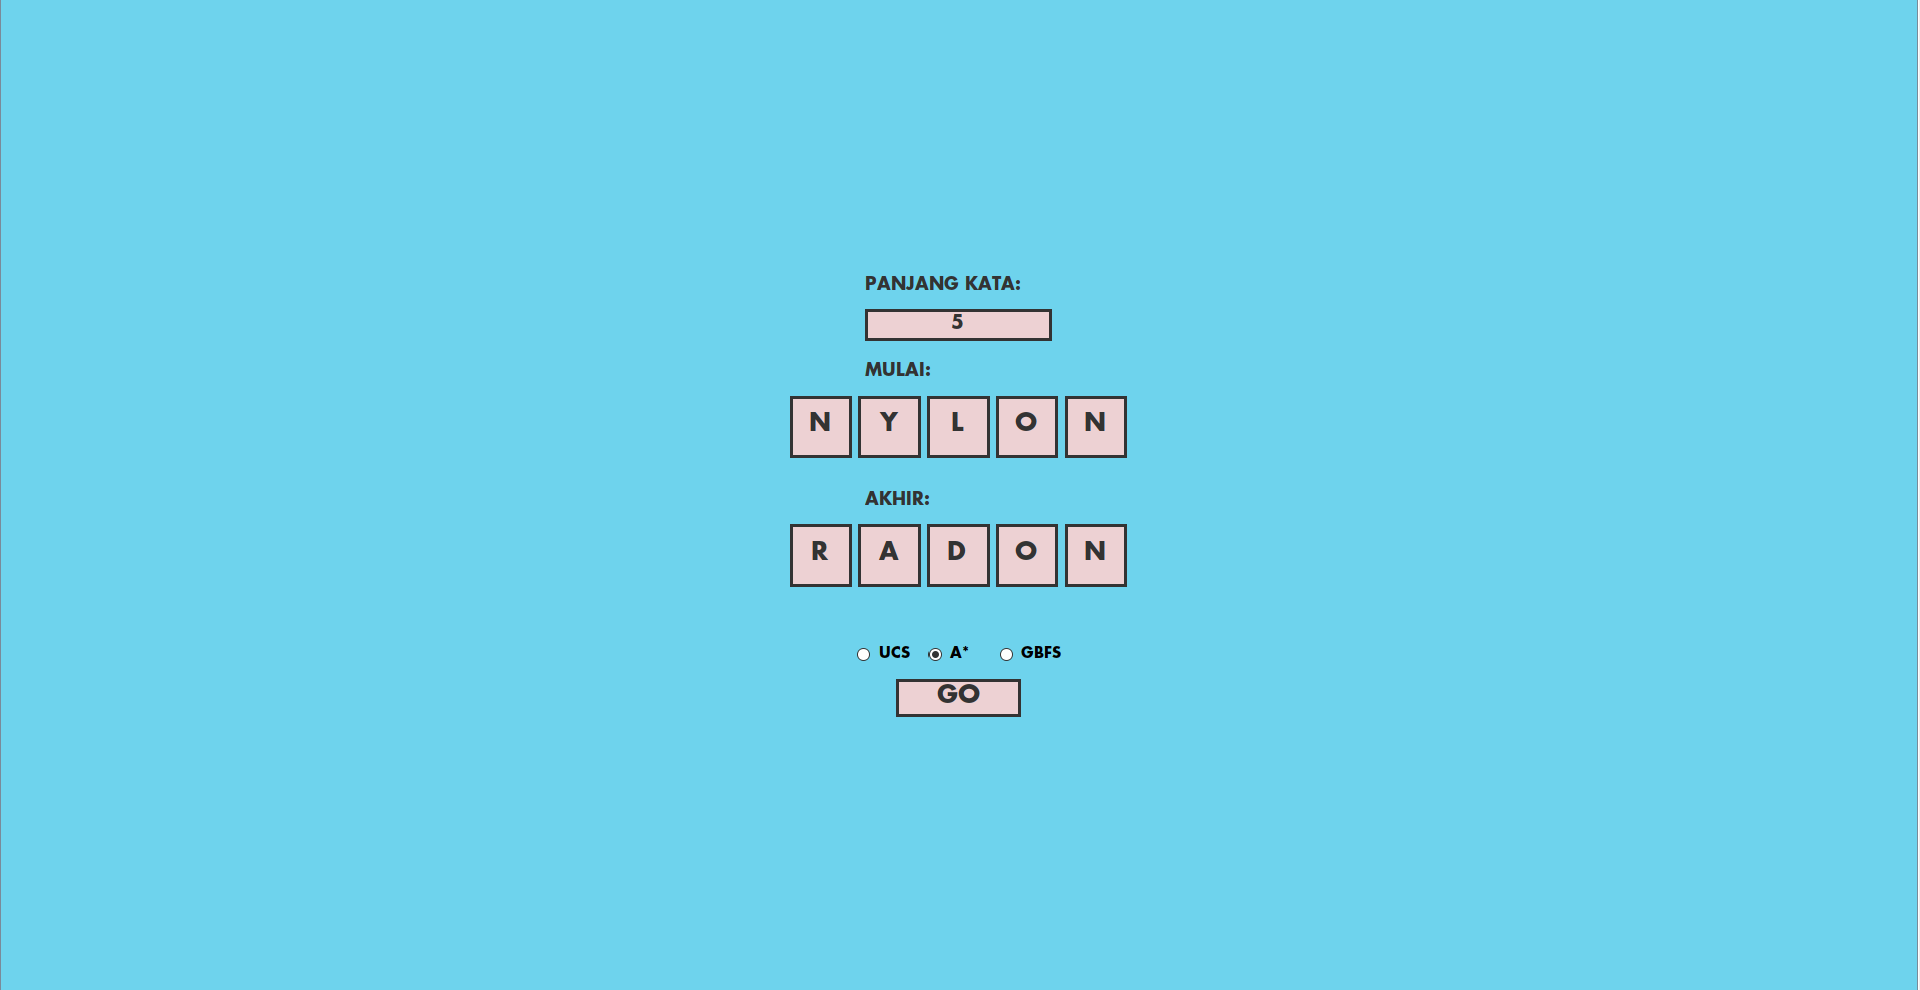 PANJANG KATA:
5
MULAI:
N Y L O N
AKHIR:
R A D O N
UCS A* GBFS
GO